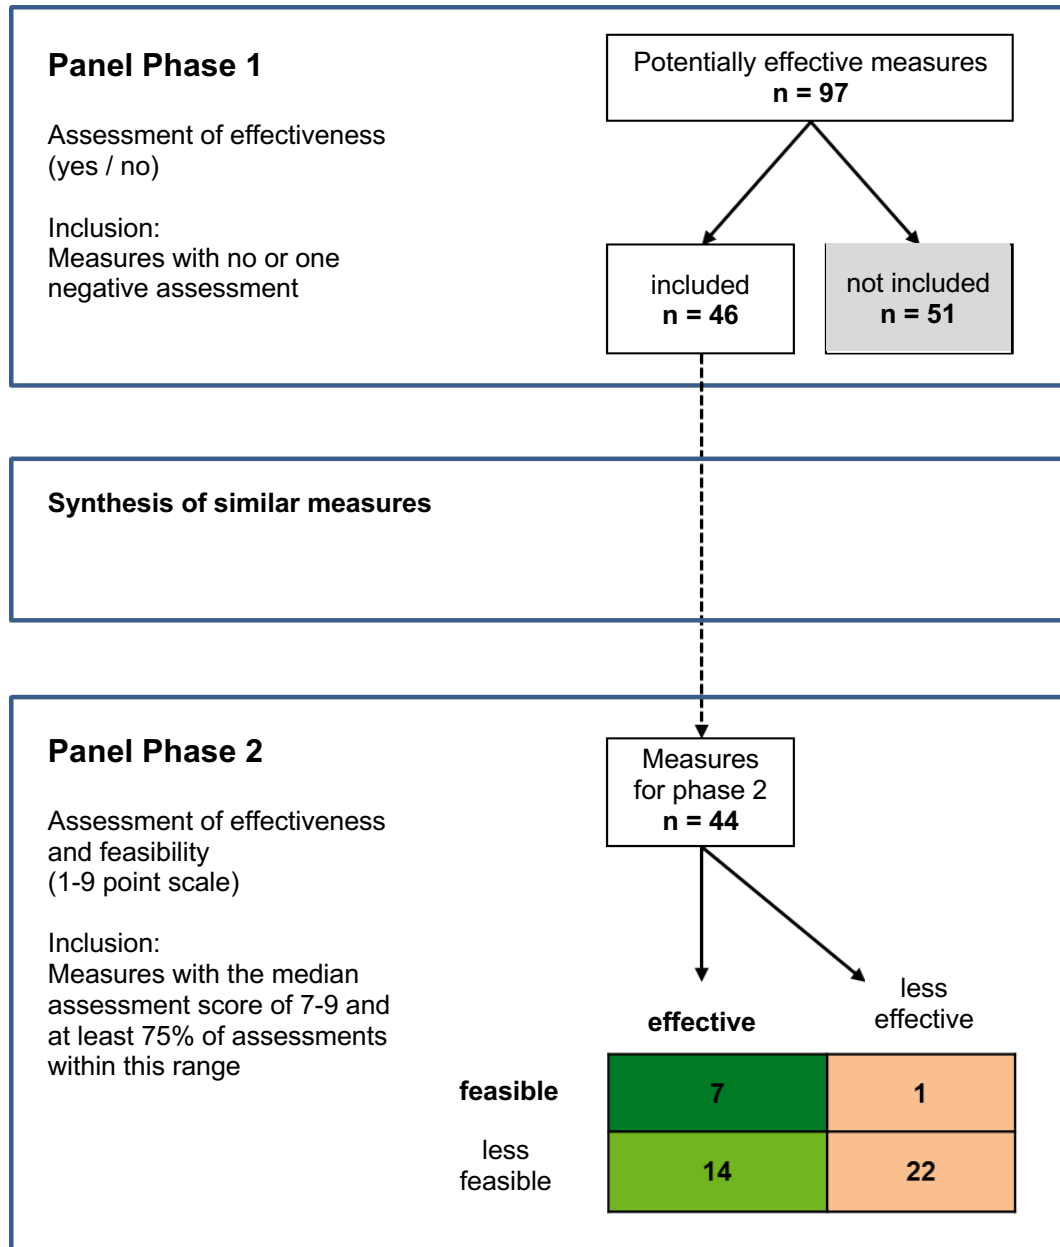 Panel Phase 1
Assessment of effectiveness
(yes / no)
Inclusion:
Measures with no or one
negative assessment
Potentially effective measures
n = 97
included
n = 46
not included
n = 51
Synthesis of similar measures
Panel Phase 2
Assessment of effectiveness
and feasibility
(1-9 point scale)
Inclusion:
Measures with the median
assessment score of 7-9 and
at least 75% of assessments
within this range
Measures
for phase 2
n = 44
effective
less
effective
feasible
7
1
less
feasible
14
22